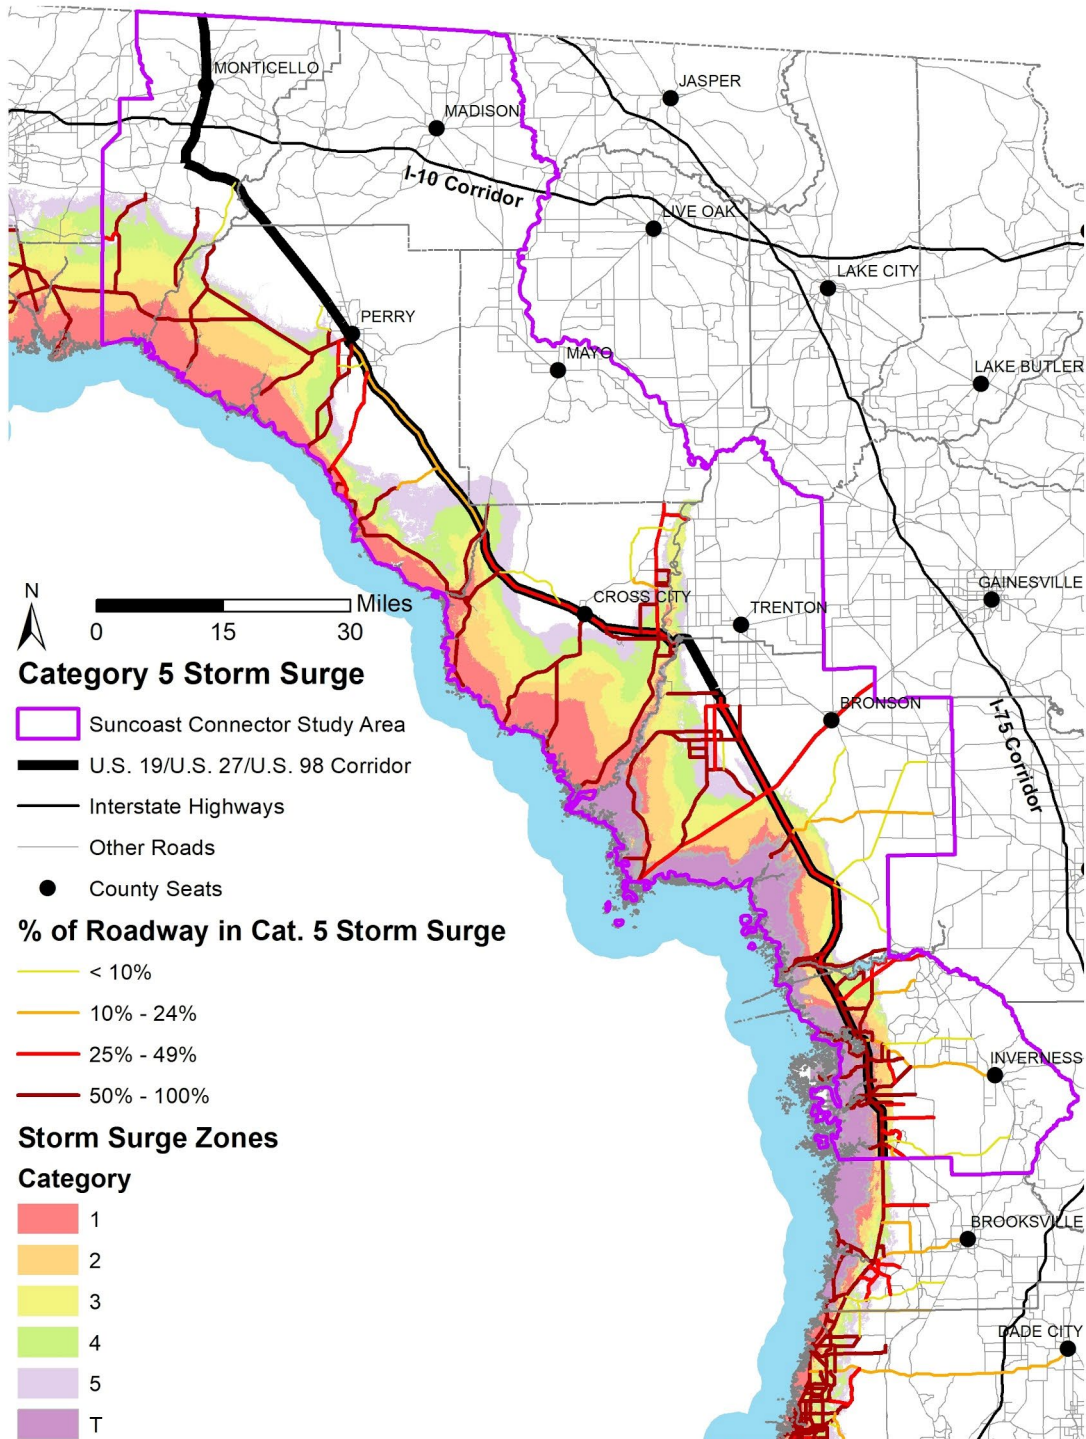 MONTICELLO
JASPER
MADISON
I-10 Corridor
LIVE OAK
LAKE CITY
PERRY
MAYO
LAKE BUTLER
N
Miles
0 15 30
CROSS CITY
TRENTON
GAINESVILLE
BRONSON
I-75 Corridor
Category 5 Storm Surge
Suncoast Connector Study Area
U.S. 19/U.S. 27/U.S. 98 Corridor
Interstate Highways
Other Roads
County Seats
% of Roadway in Cat. 5 Storm Surge
< 10%
10% - 24%
25% - 49%
50% - 100%
INVERNESS
BROOKSVILLE
DADE CITY
Storm Surge Zones
Category
1
2
3
4
5
T